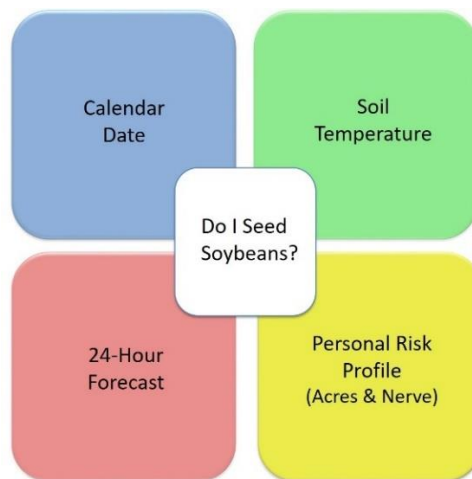 Calendar
Date
Soil
Temperature
Do I Seed
Soybeans?
24-Hour
Forecast
Personal Risk
Profile
(Acres & Nerve)